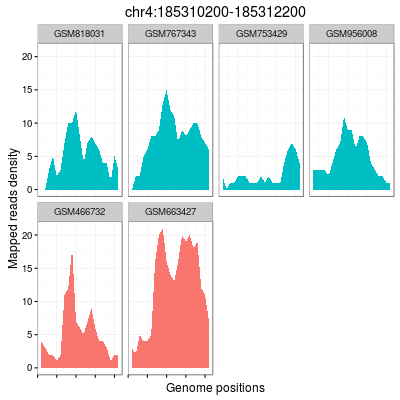 chr4:185310200-185312200
GSM818031 GSM767343 GSM753429 GSM956008
20
15
10
5
0
GSM466732 GSM663427
20
15
10
5
0
Mapped reads density
Genome positions